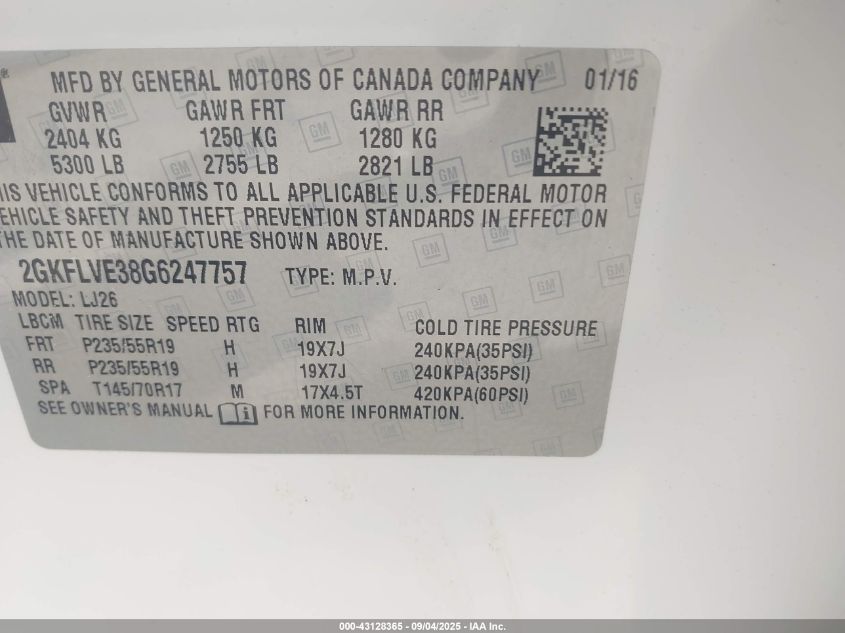 MFD BY GENERAL MOTORS OF CANADA COMPANY 01/16
GVWR GAWR FRT GAWR RR
2404 KG 1250 KG 1280 KG
5300 LB 2755 LB 2821 LB
HIS VEHICLE CONFORMS TO ALL APPLICABLE U.S. FEDERAL MOTOR
EHICLE SAFETY AND THEFT PREVENTION STANDARDS IN EFFECT ON
THE DATE OF MANUFACTURE SHOWN ABOVE.
2GKFLVE38G6247757 TYPE: M.P.V.
MODEL: LJ26
LBCM TIRE SIZE SPEED RTG RIM COLD TIRE PRESSURE
FRT P235/55R19 H 19X7J 240KPA(35PSI)
RR P235/55R19 H 19X7J 240KPA(35PSI)
SPA T145/70R17 M 17X4.5T 420KPA(60PSI)
SEE OWNER'S MANUAL FOR MORE INFORMATION.
000-43128365 - 09/04/2025 - IAA Inc.